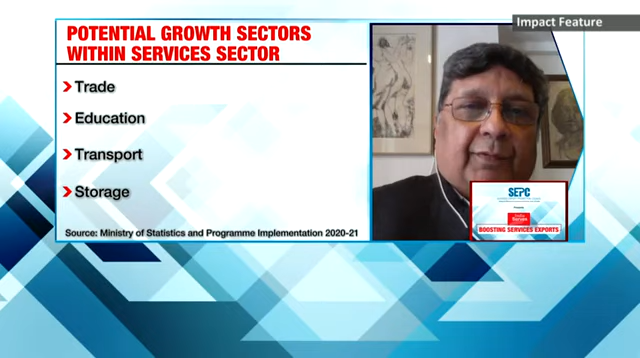 Impact Feature
POTENTIAL GROWTH SECTORS
WITHIN SERVICES SECTOR
Trade
Education
Transport
Storage
Source: Ministry of Statistics and Programme Implementation 2020-21
SEPC
BOOSTING SERVICES EXPORTS